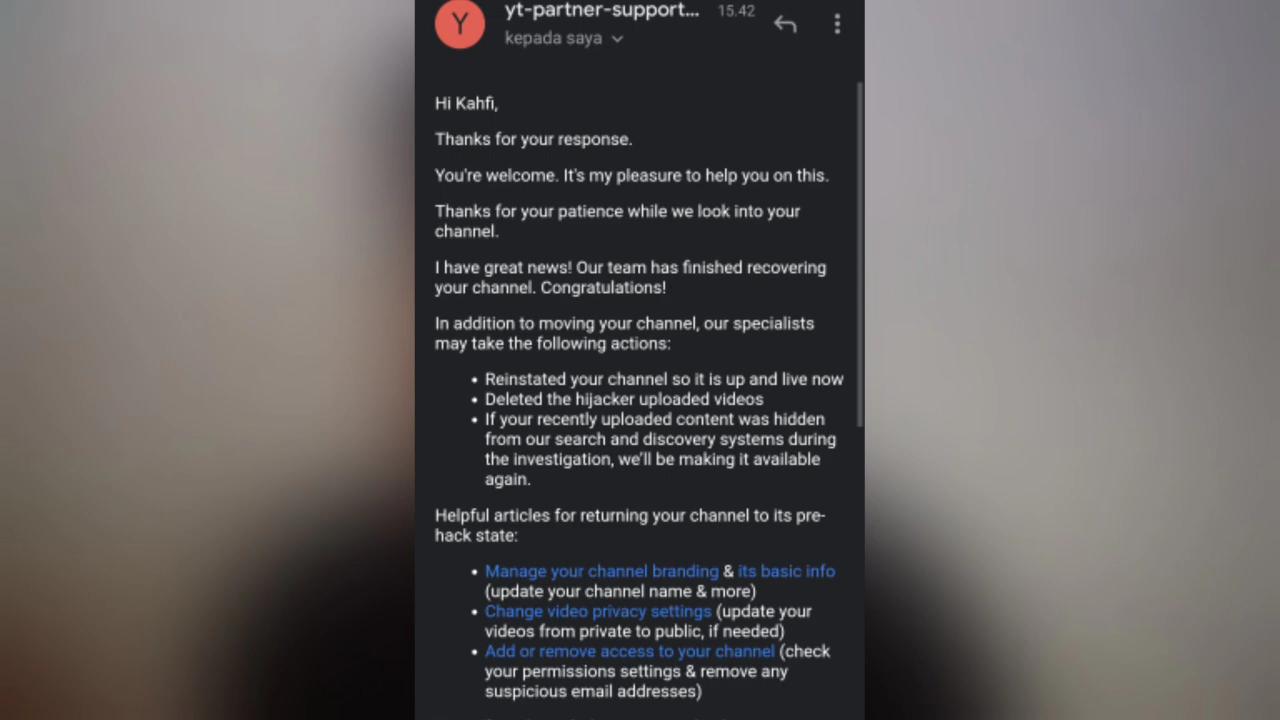 yt-partner-support... 15.42
Y
kepada saya
Hi Kahfi,
Thanks for your response.
You're welcome. It's my pleasure to help you on this.
Thanks for your patience while we look into your
channel.
I have great news! Our team has finished recovering
your channel. Congratulations!
In addition to moving your channel, our specialists
may take the following actions:
• Reinstated your channel so it is up and live now
• Deleted the hijacker uploaded videos
• If your recently uploaded content was hidden
from our search and discovery systems during
the investigation, we'll be making it available
again.
Helpful articles for returning your channel to its pre-
hack state:
• Manage your channel branding & its basic info
(update your channel name & more)
• Change video privacy settings (update your
videos from private to public, if needed)
• Add or remove access to your channel (check
your permissions settings & remove any
suspicious email addresses)